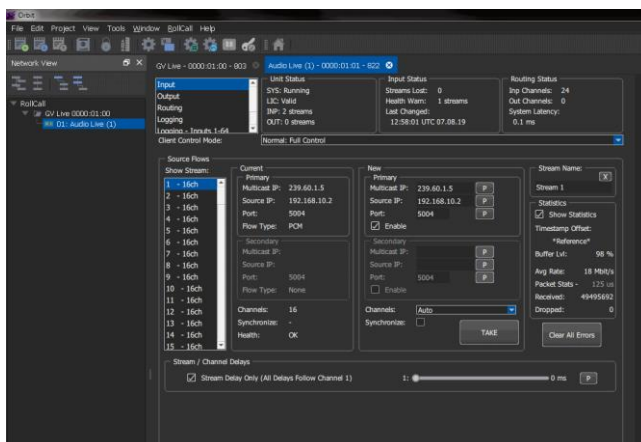 Orbit
File Edit Project View Tools Window RollCall Help
Network View
GV Live - 0000:01:00 - 803
Audio Live (1) - 0000:01:01 - 822
RollCall
GV Live 0000:01:00
01: Audio Live (1)
Input
Output
Routing
Logging
Logging - Inputs 1-64
Unit Status
SYS: Running
LIC: Valid
INP: 2 streams
OUT: 0 streams
Input Status
Streams Lost: 0
Health Warn: 1 streams
Last Changed:
12:58:01 UTC 07.08.19
Routing Status
Inp Channels: 24
Out Channels: 0
System Latency:
0.1 ms
Client Control Mode: Normal: Full Control
Source Flows
Show Stream:
1 - 16ch
2 - 16ch
3 - 16ch
4 - 16ch
5 - 16ch
6 - 16ch
7 - 16ch
8 - 16ch
9 - 16ch
10 - 16ch
11 - 16ch
12 - 16ch
13 - 16ch
14 - 16ch
15 - 16ch
Current
Primary
Multicast IP: 239.60.1.5
Source IP: 192.168.10.2
Port: 5004
Flow Type: PCM
Secondary
Multicast IP:
Source IP:
Port: 5004
Flow Type: None
Channels: 16
Synchronize: -
Health: OK
New
Primary
Multicast IP: 239.60.1.5 P
Source IP: 192.168.10.2 P
Port: 5004 P
Enable
Secondary
Multicast IP: P
Source IP: P
Port: 5004 P
Enable
Channels: Auto
Synchronize:
TAKE
Stream Name:
X
Stream 1
Statistics
Show Statistics
Timestamp Offset:
*Reference*
Buffer Lvl: 98 %
Avg Rate: 18 Mbit/s
Packet Stats - 125 us
Received: 49495692
Dropped: 0
Clear All Errors
Stream / Channel Delays
Stream Delay Only (All Delays Follow Channel 1)
1: 0 ms P